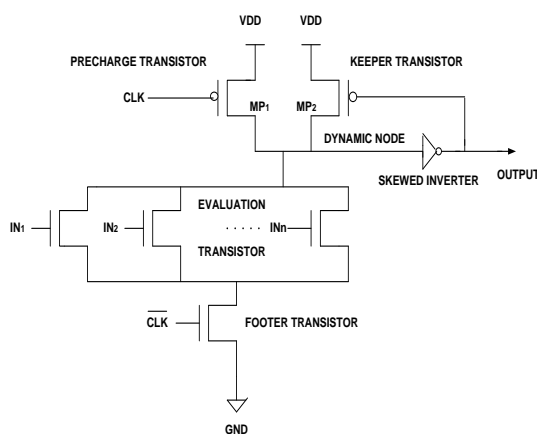 VDD VDD
PRECHARGE TRANSISTOR KEEPER TRANSISTOR
CLK MP1 MP2
DYNAMIC NODE
SKEWED INVERTER OUTPUT
EVALUATION
IN1 IN2 ..... INn
TRANSISTOR
CLK FOOTER TRANSISTOR
GND